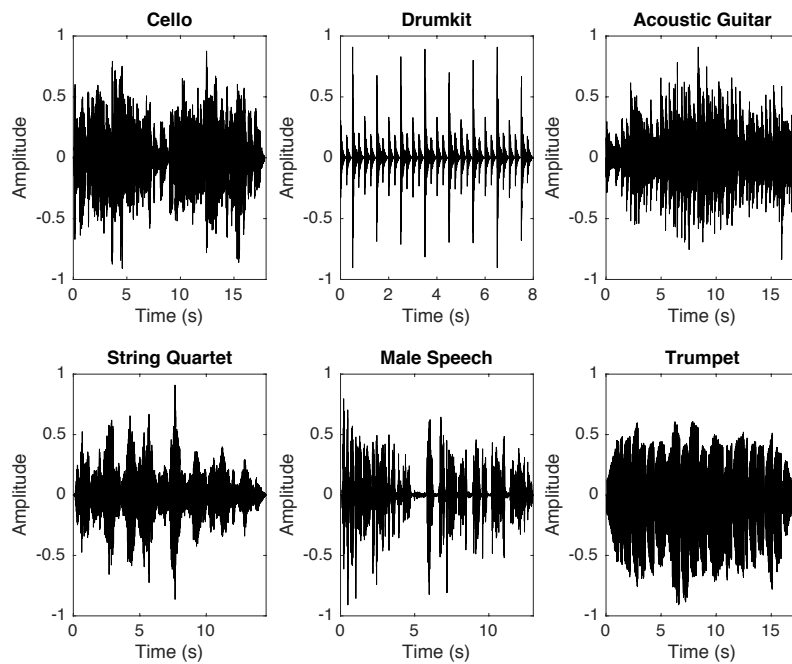 Cello
1
0.5
0
-0.5
-1
Amplitude
0 5 10 15
Time (s)
Drumkit
1
0.5
0
-0.5
-1
Amplitude
0 2 4 6 8
Time (s)
Acoustic Guitar
1
0.5
0
-0.5
-1
Amplitude
0 5 10 15
Time (s)
String Quartet
1
0.5
0
-0.5
-1
Amplitude
0 5 10
Time (s)
Male Speech
1
0.5
0
-0.5
-1
Amplitude
0 5 10
Time (s)
Trumpet
1
0.5
0
-0.5
-1
Amplitude
0 5 10 15
Time (s)